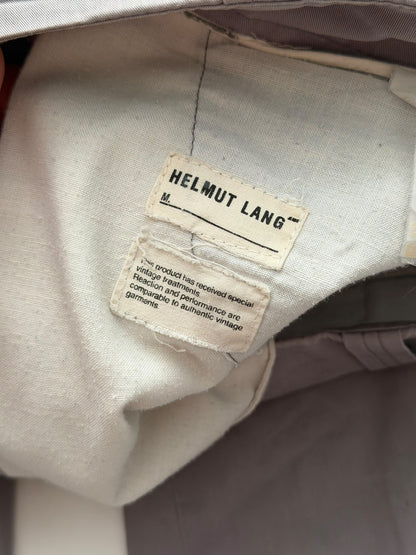 HELMUT LANG
M.
This product has received special
vintage treatments.
Reaction and performance are
comparable to authentic vintage
garments.